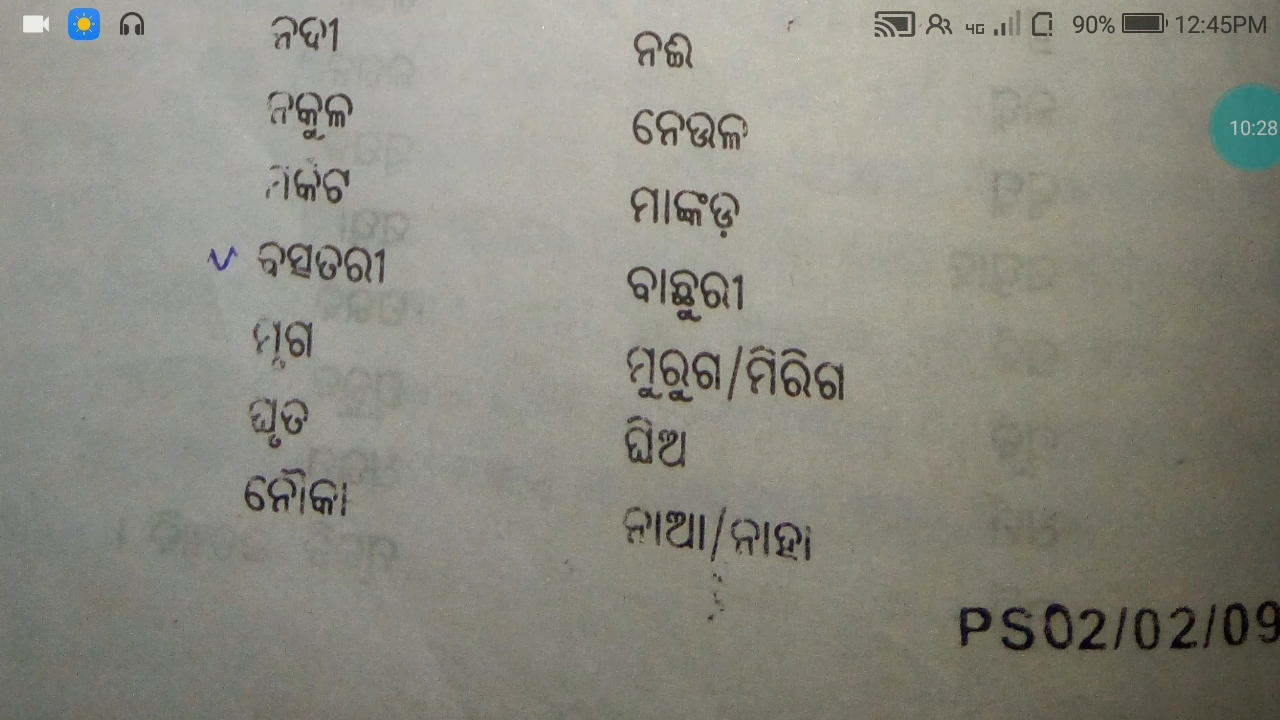 90% 12:45PM
10:28
ନଦୀ ନଈ
ନକୁଳ ନେଉଳ
ମର୍କଟ ମାଙ୍କଡ଼
ବତ୍ସତରୀ ବାଛୁରୀ
ମୃଗ ମୁରୁଗ/ମିରିଗ
ଘୃତ ଘିଅ
ନୌକା ନାଆ/ନାହା
PS02/02/09